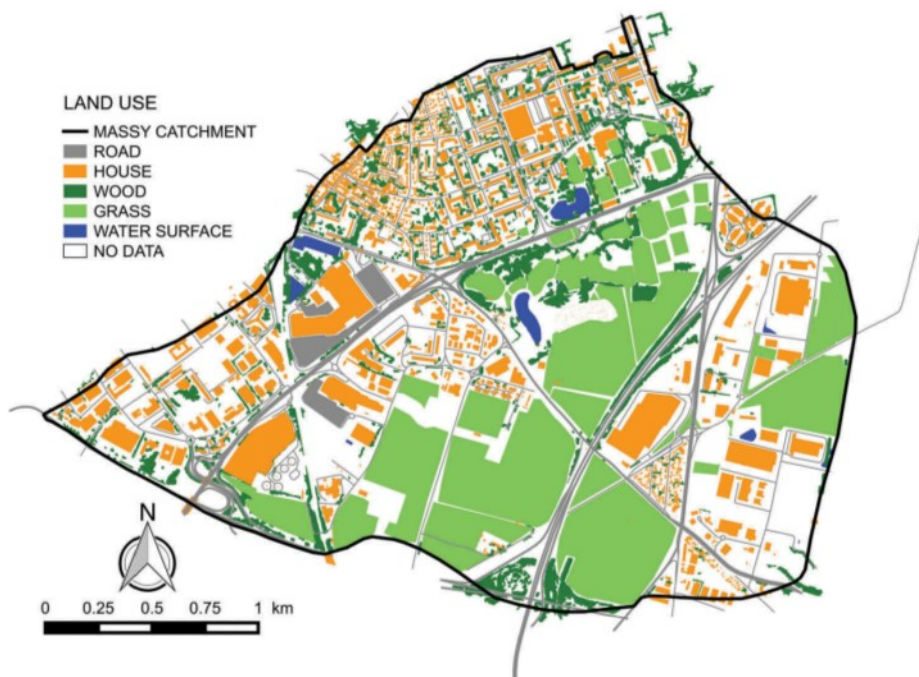 LAND USE
MASSY CATCHMENT
ROAD
HOUSE
WOOD
GRASS
WATER SURFACE
NO DATA
N
0 0.25 0.5 0.75 1 km